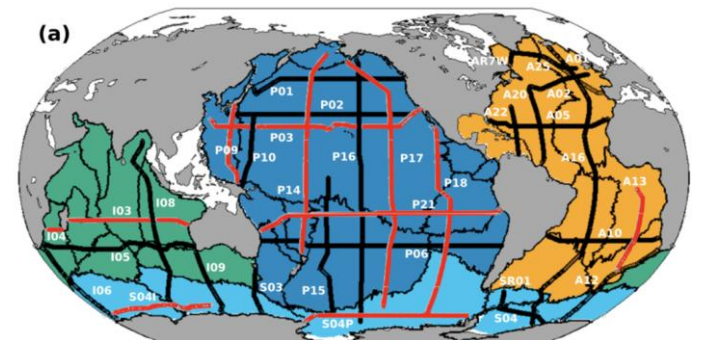 (a)
AR7W
A25
A01
P01
A20
A02
P02
A22
A05
P03
P09
P10
P16
P17
A16
P18
A13
P14
I08
I03
P21
I04
A10
I05
P06
I09
SR01
A12
I06
S04I
S03
P15
S04P
S04